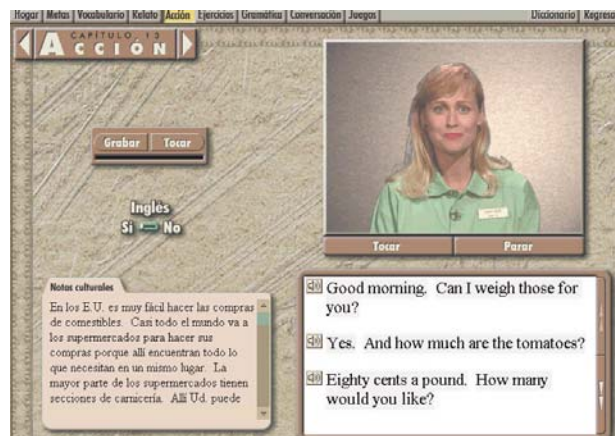 Hogar Metas Vocabulario Relato Acción Ejercicios Gramática Conversación Juegos Diccionario Regresar
CAPÍTULO, 13
ACCIÓN
Grabar Tocar
Inglés
Sí No
Tocar Parar
Notas culturales
En los E.U. es muy fácil hacer las compras
de comestibles. Casi todo el mundo va a
los supermercados para hacer sus
compras porque allí encuentran todo lo
que necesitan en un mismo lugar. La
mayor parte de los supermercados tienen
secciones de carnicería. Allí Ud. puede
Good morning. Can I weigh those for
you?
Yes. And how much are the tomatoes?
Eighty cents a pound. How many
would you like?